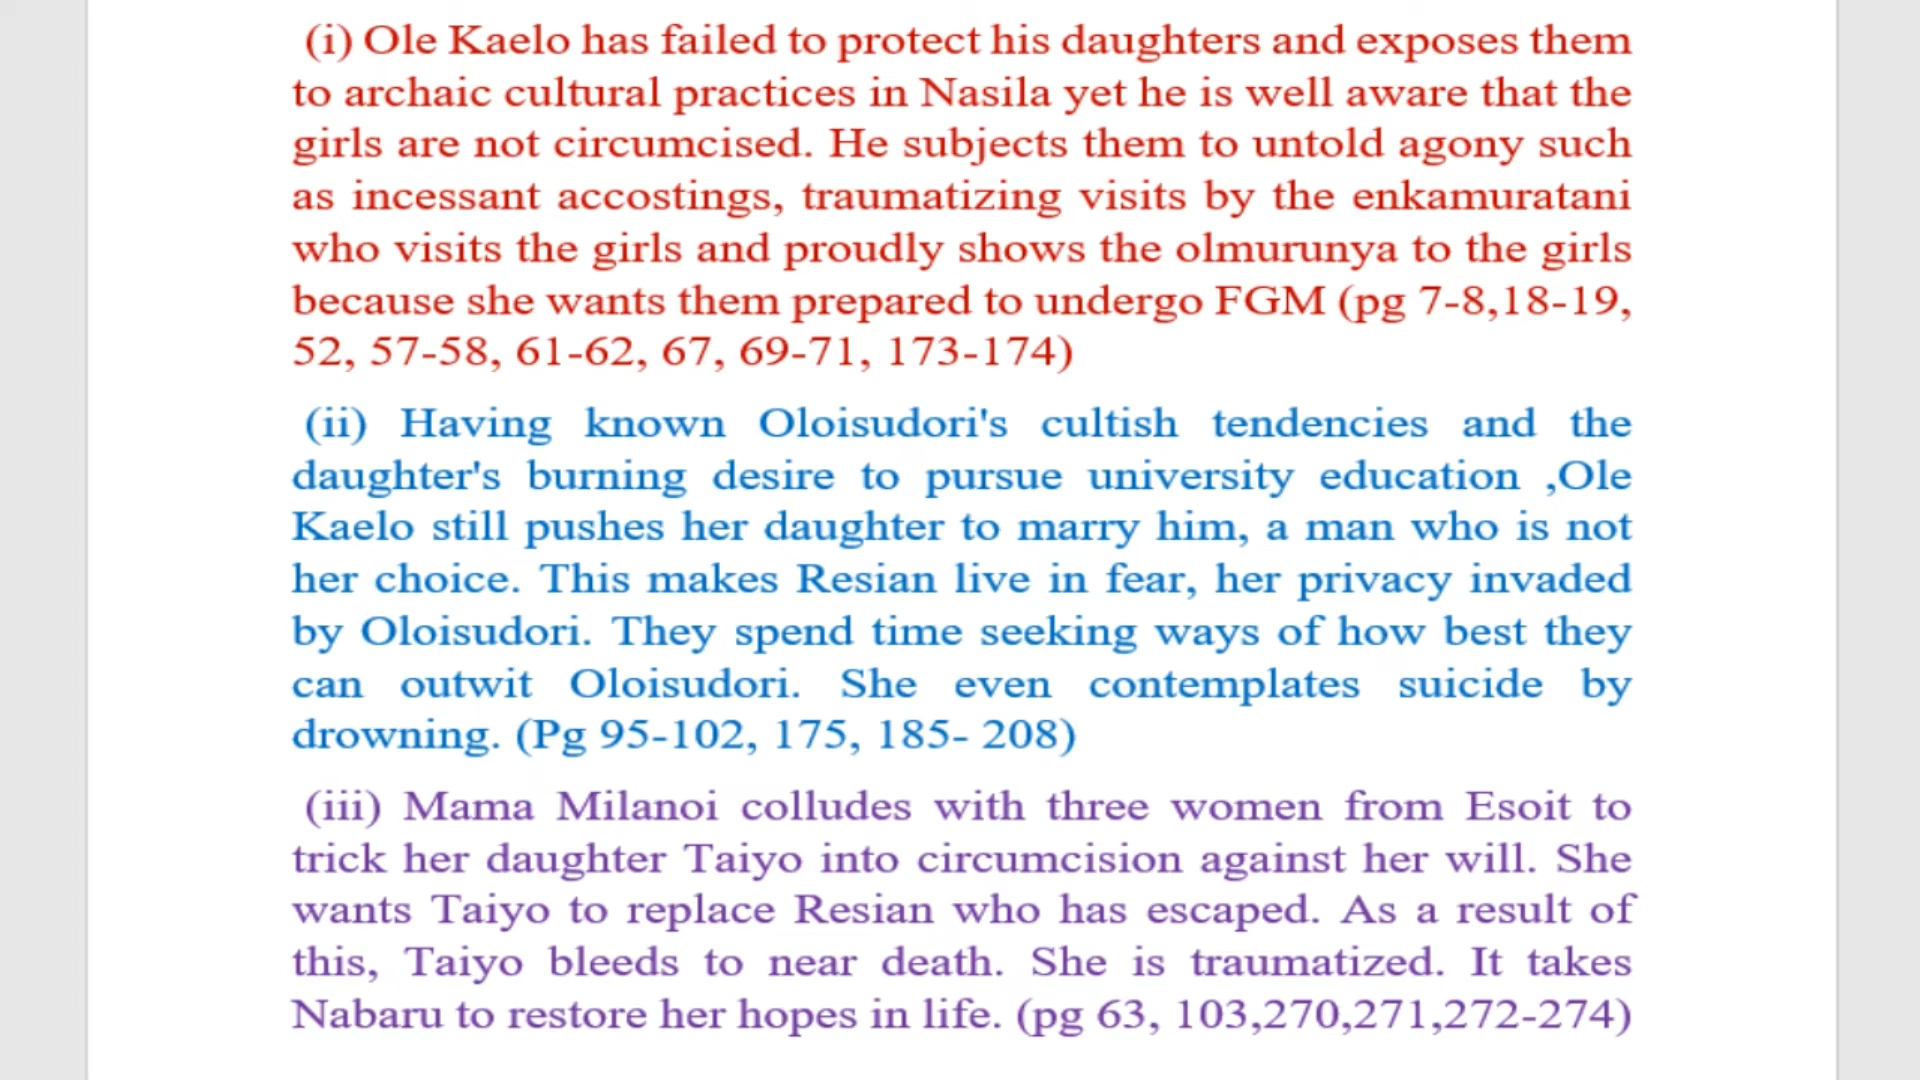 (i) Ole Kaelo has failed to protect his daughters and exposes them
to archaic cultural practices in Nasila yet he is well aware that the
girls are not circumcised. He subjects them to untold agony such
as incessant accostings, traumatizing visits by the enkamuratani
who visits the girls and proudly shows the olmurunya to the girls
because she wants them prepared to undergo FGM (pg 7-8,18-19,
52, 57-58, 61-62, 67, 69-71, 173-174)
(ii) Having known Oloisudori's cultish tendencies and the
daughter's burning desire to pursue university education ,Ole
Kaelo still pushes her daughter to marry him, a man who is not
her choice. This makes Resian live in fear, her privacy invaded
by Oloisudori. They spend time seeking ways of how best they
can outwit Oloisudori. She even contemplates suicide by
drowning. (Pg 95-102, 175, 185- 208)
(iii) Mama Milanoi colludes with three women from Esoit to
trick her daughter Taiyo into circumcision against her will. She
wants Taiyo to replace Resian who has escaped. As a result of
this, Taiyo bleeds to near death. She is traumatized. It takes
Nabaru to restore her hopes in life. (pg 63, 103,270,271,272-274)